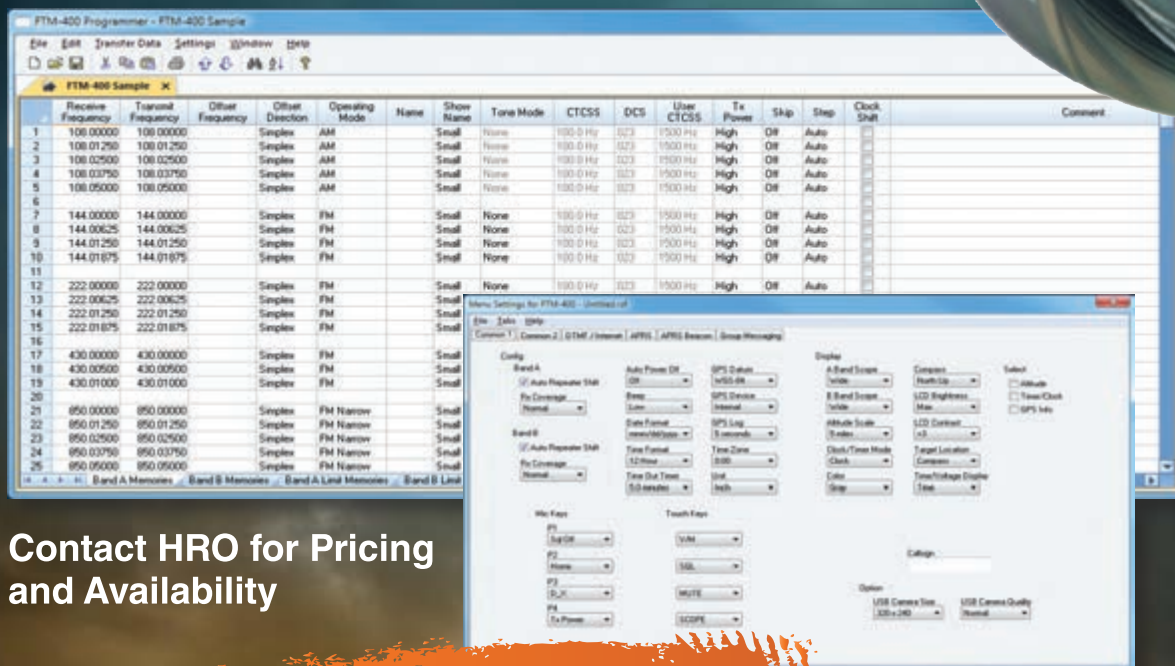 FTM-400 Programmer - FTM-400 Sample
File Edit Transfer Data Settings Window Help
FTM-400 Sample X
Receive Frequency Transmit Frequency Offset Frequency Offset Direction Operating Mode Name Show Name Tone Mode CTCSS DCS User CTCSS Tx Power Skip Step Clock Shift Comment
1 108.00000 108.00000 Simplex AM Small None 100.0 Hz 023 1500 Hz High Off Auto
2 108.01250 108.01250 Simplex AM Small None 100.0 Hz 023 1500 Hz High Off Auto
3 108.02500 108.02500 Simplex AM Small None 100.0 Hz 023 1500 Hz High Off Auto
4 108.03750 108.03750 Simplex AM Small None 100.0 Hz 023 1500 Hz High Off Auto
5 108.05000 108.05000 Simplex AM Small None 100.0 Hz 023 1500 Hz High Off Auto
6
7 144.00000 144.00000 Simplex FM Small None 100.0 Hz 023 1500 Hz High Off Auto
8 144.00625 144.00625 Simplex FM Small None 100.0 Hz 023 1500 Hz High Off Auto
9 144.01250 144.01250 Simplex FM Small None 100.0 Hz 023 1500 Hz High Off Auto
10 144.01875 144.01875 Simplex FM Small None 100.0 Hz 023 1500 Hz High Off Auto
11
12 222.00000 222.00000 Simplex FM Small None 100.0 Hz 023 1500 Hz High Off Auto
13 222.00625 222.00625 Simplex FM Small
14 222.01250 222.01250 Simplex FM Small
15 222.01875 222.01875 Simplex FM Small
16
17 430.00000 430.00000 Simplex FM Small
18 430.00500 430.00500 Simplex FM Small
19 430.01000 430.01000 Simplex FM Small
20
21 850.00000 850.00000 Simplex FM Narrow Small
22 850.01250 850.01250 Simplex FM Narrow Small
23 850.02500 850.02500 Simplex FM Narrow Small
24 850.03750 850.03750 Simplex FM Narrow Small
25 850.05000 850.05000 Simplex FM Narrow Small
Band A Memories Band B Memories Band A Limit Memories Band B Limit
Menu Settings for FTM-400 - Untitled
File Tabs Help
Common 1 Common 2 DTMF / Internet APRS APRS Beacon Group Messaging
Config
Band A
Auto Repeater Shift
Rx Coverage
Normal
Band B
Auto Repeater Shift
Rx Coverage
Normal
Auto Power Off
Off
Beep
Low
Date Format
mmm/dd/yyyy
Time Format
12 Hour
Time Out Timer
5.0 minutes
GPS Datum
WGS-84
GPS Device
Internal
GPS Log
5 seconds
Time Zone
0:00
Unit
Inch
Display
A Band Scope
Wide
B Band Scope
Wide
Altitude Scale
Clock/Timer Mode
Clock
Color
Gray
Compass
North Up
LCD Brightness
Max
LCD Contrast
Target Location
Compass
Time/Voltage Display
Time
Select
Altitude
Timer/Clock
GPS Info
Mic Keys
P1
Sql Off
P2
Home
P3
D_X
P4
Tx Power
Touch Keys
V/M
SQL
MUTE
SCOPE
Callsign
Option
USB Camera Size
320 x 240
USB Camera Quality
Normal
Contact HRO for Pricing
and Availability